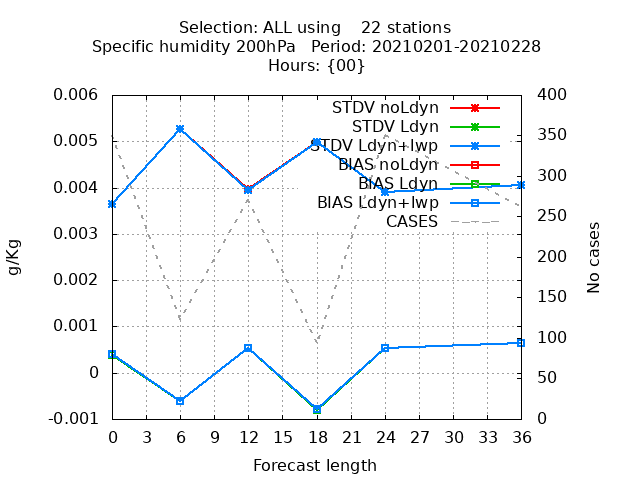 Selection: ALL using    22 stations
Specific humidity 200hPa   Period: 20210201-20210228
Hours: {00}
g/Kg
No cases
0.006
0.005
0.004
0.003
0.002
0.001
0
-0.001
400
350
300
250
200
150
100
50
0
STDV noLdyn
STDV Ldyn
STDV Ldyn+lwp
BIAS noLdyn
BIAS Ldyn
BIAS Ldyn+lwp
CASES
0 3 6 9 12 15 18 21 24 27 30 33 36
Forecast length